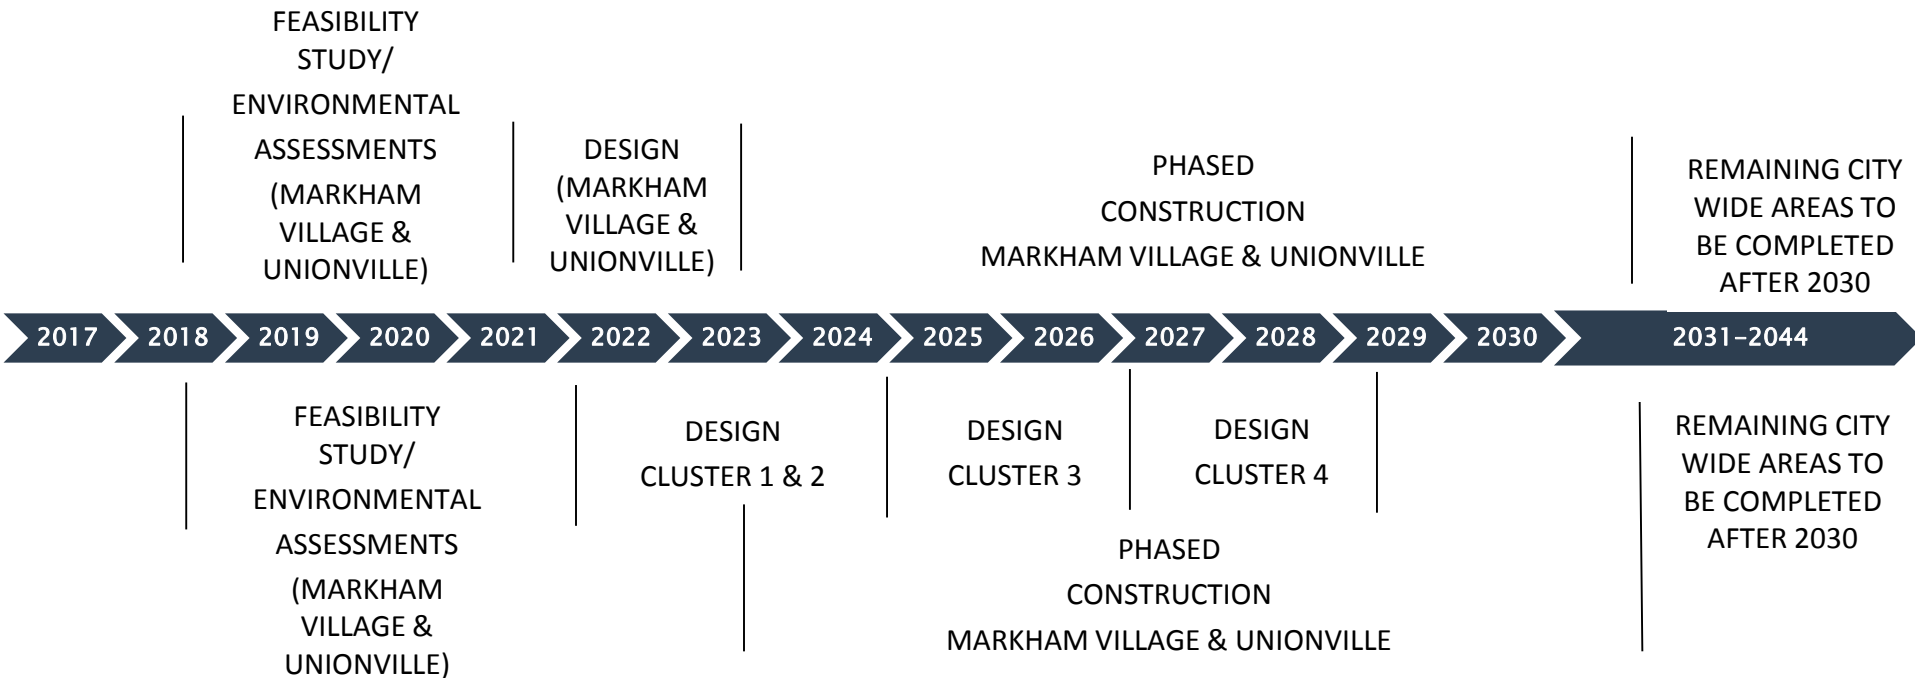 FEASIBILITY
STUDY/
ENVIRONMENTAL
ASSESSMENTS
(MARKHAM
VILLAGE &
UNIONVILLE)
DESIGN
(MARKHAM
VILLAGE &
UNIONVILLE)
PHASED
CONSTRUCTION
MARKHAM VILLAGE & UNIONVILLE
REMAINING CITY
WIDE AREAS TO
BE COMPLETED
AFTER 2030
2017 2018 2019 2020 2021 2022 2023 2024 2025 2026 2027 2028 2029 2030 2031–2044
FEASIBILITY
STUDY/
ENVIRONMENTAL
ASSESSMENTS
(MARKHAM
VILLAGE &
UNIONVILLE)
DESIGN
CLUSTER 1 & 2
DESIGN
CLUSTER 3
DESIGN
CLUSTER 4
PHASED
CONSTRUCTION
MARKHAM VILLAGE & UNIONVILLE
REMAINING CITY
WIDE AREAS TO
BE COMPLETED
AFTER 2030